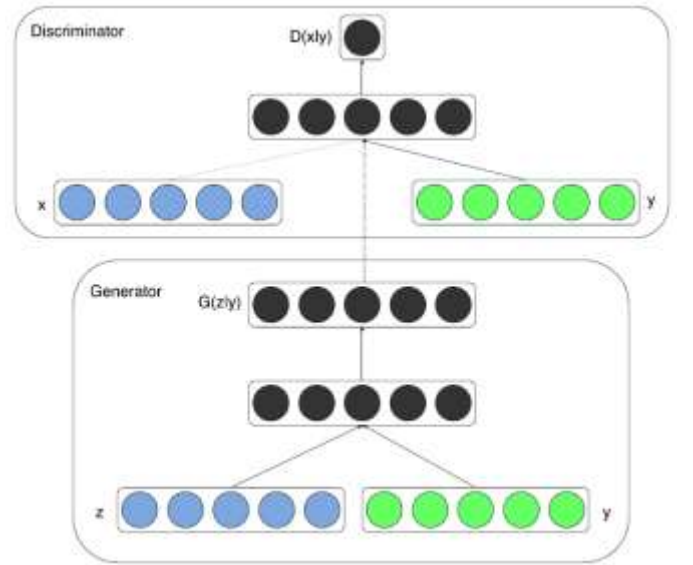 Discriminator
D(x|y)
x
y
Generator
G(z|y)
z
y